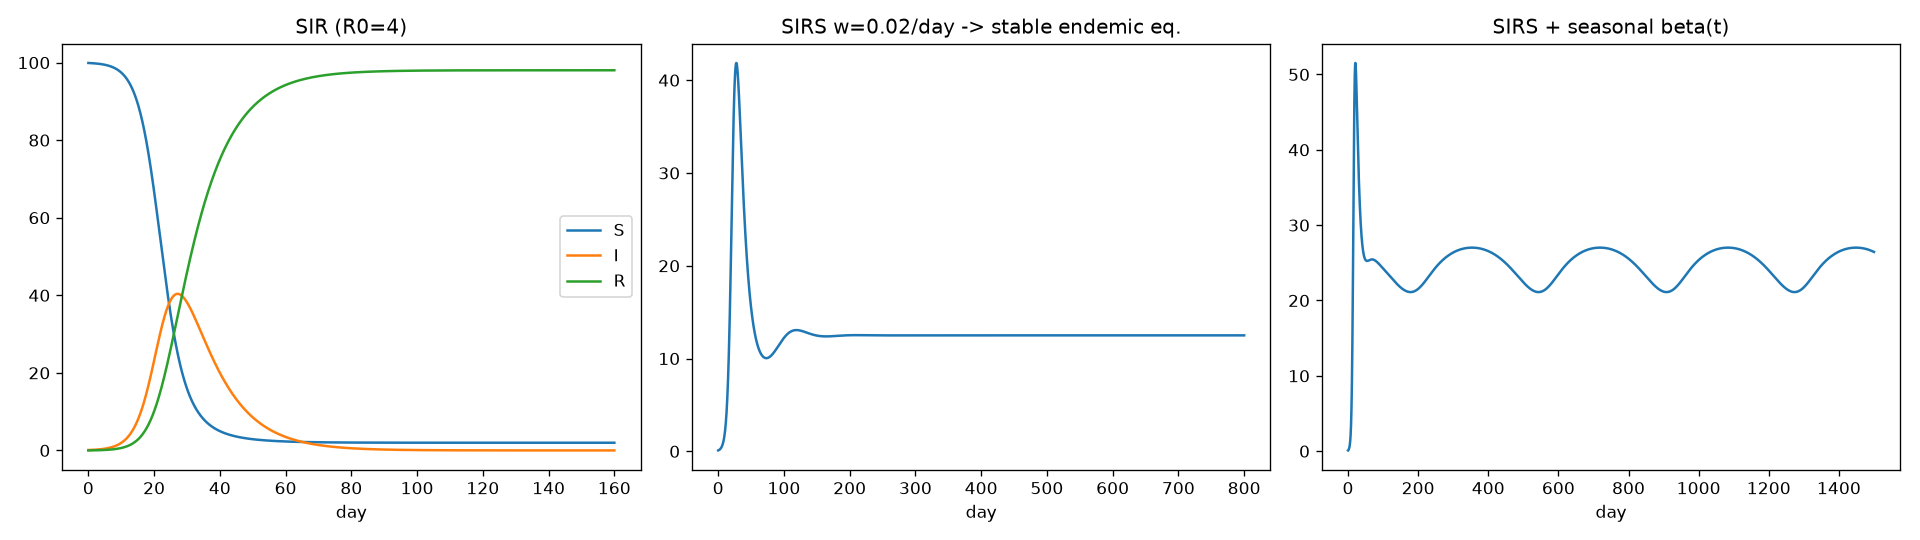 SIR (R0=4)
100
80
60
40
20
0
S
I
R
0 20 40 60 80 100 120 140 160
day
SIRS w=0.02/day -> stable endemic eq.
40
30
20
10
0
0 100 200 300 400 500 600 700 800
day
SIRS + seasonal beta(t)
50
40
30
20
10
0
0 200 400 600 800 1000 1200 1400
day